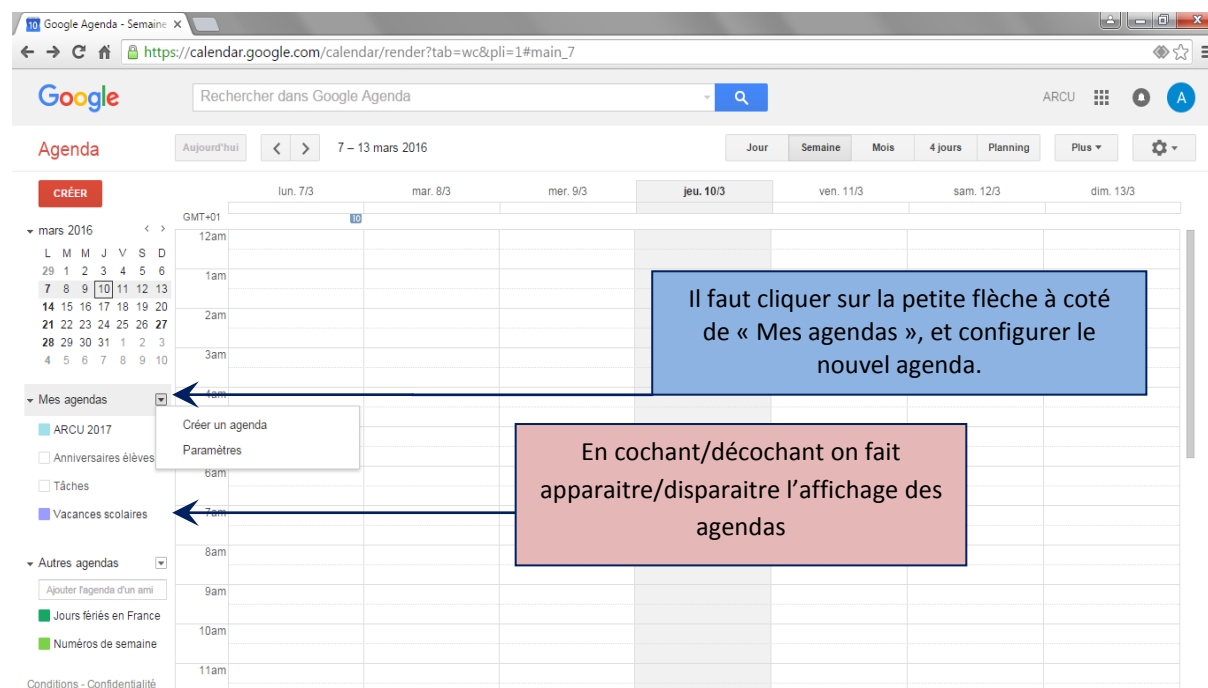 10 Google Agenda - Semaine
https://calendar.google.com/calendar/render?tab=wc&pli=1#main_7
Google
Rechercher dans Google Agenda
ARCU
A
Agenda
Aujourd'hui
7 – 13 mars 2016
Jour Semaine Mois 4 jours Planning
Plus
CRÉER
lun. 7/3 mar. 8/3 mer. 9/3 jeu. 10/3 ven. 11/3 sam. 12/3 dim. 13/3
GMT+01
10
mars 2016
L M M J V S D
29 1 2 3 4 5 6
7 8 9 10 11 12 13
14 15 16 17 18 19 20
21 22 23 24 25 26 27
28 29 30 31 1 2 3
4 5 6 7 8 9 10
12am
1am
2am
3am
4am
Il faut cliquer sur la petite flèche à coté
de « Mes agendas », et configurer le
nouvel agenda.
Mes agendas
ARCU 2017
Anniversaires élèves
Tâches
Vacances scolaires
Créer un agenda
Paramètres
6am
7am
8am
9am
10am
11am
En cochant/décochant on fait
apparaitre/disparaitre l'affichage des
agendas
Autres agendas
Ajouter l'agenda d'un ami
Jours fériés en France
Numéros de semaine
Conditions - Confidentialité